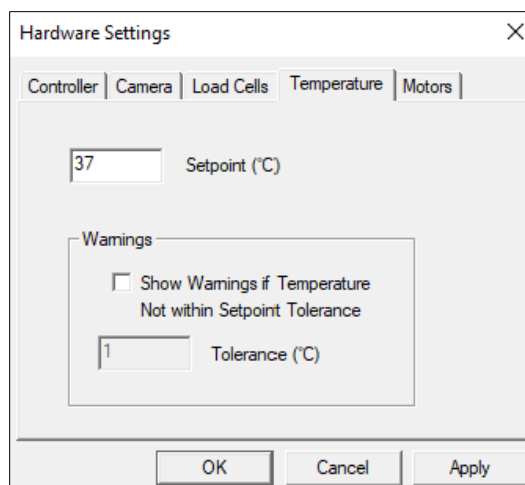 Hardware Settings
Controller Camera Load Cells Temperature Motors
37 Setpoint (°C)
Warnings
Show Warnings if Temperature
Not within Setpoint Tolerance
1 Tolerance (°C)
OK Cancel Apply